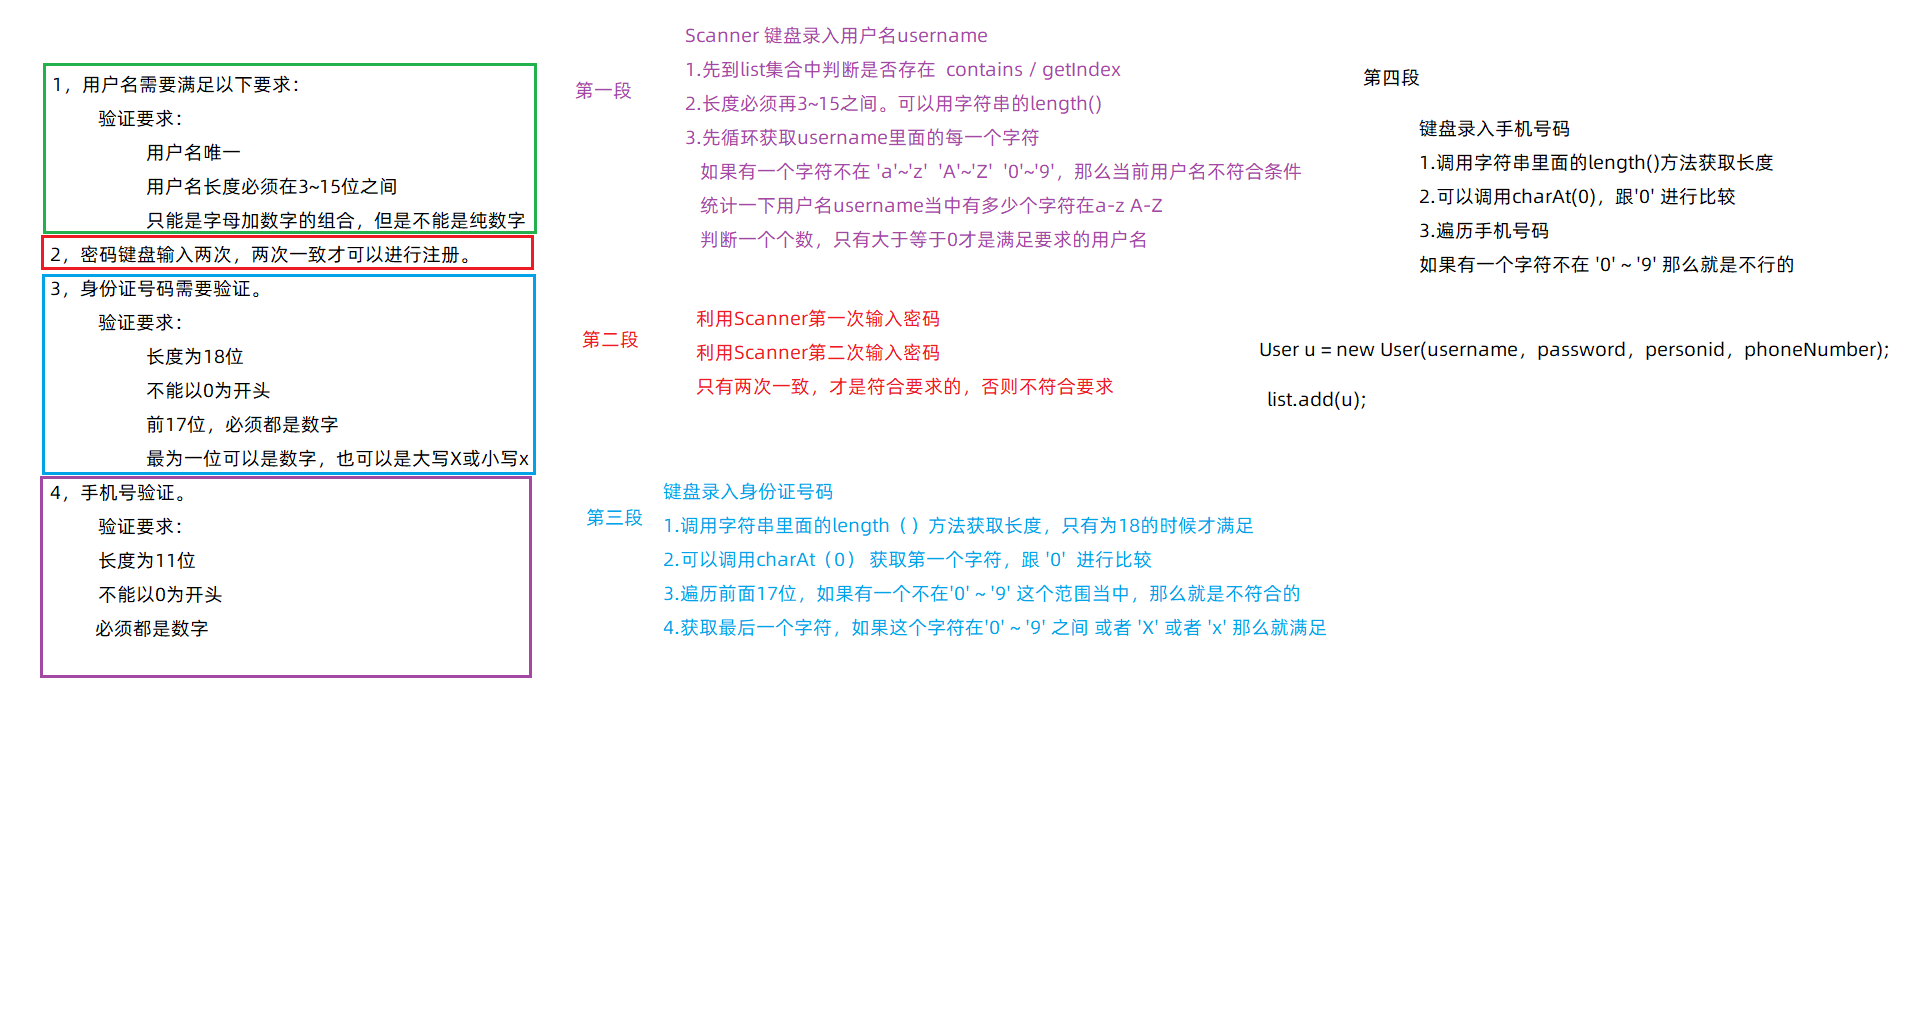 1，用户名需要满足以下要求：
验证要求：
用户名唯一
用户名长度必须在3~15位之间
只能是字母加数字的组合，但是不能是纯数字
2，密码键盘输入两次，两次一致才可以进行注册。
3，身份证号码需要验证。
验证要求：
长度为18位
不能以0为开头
前17位，必须都是数字
最为一位可以是数字，也可以是大写X或小写x
4，手机号验证。
验证要求：
长度为11位
不能以0为开头
必须都是数字
第一段
Scanner 键盘录入用户名username
1.先到list集合中判断是否存在 contains / getIndex
2.长度必须再3~15之间。可以用字符串的length()
3.先循环获取username里面的每一个字符
如果有一个字符不在 'a'~'z' 'A'~'Z' '0'~'9'，那么当前用户名不符合条件
统计一下用户名username当中有多少个字符在a-z A-Z
判断一个个数，只有大于等于0才是满足要求的用户名
第二段
利用Scanner第一次输入密码
利用Scanner第二次输入密码
只有两次一致，才是符合要求的，否则不符合要求
第三段
键盘录入身份证号码
1.调用字符串里面的length（）方法获取长度，只有为18的时候才满足
2.可以调用charAt（0） 获取第一个字符，跟 '0' 进行比较
3.遍历前面17位，如果有一个不在'0' ~ '9' 这个范围当中，那么就是不符合的
4.获取最后一个字符，如果这个字符在'0' ~ '9' 之间 或者 'X' 或者 'x' 那么就满足
第四段
键盘录入手机号码
1.调用字符串里面的length()方法获取长度
2.可以调用charAt(0)，跟'0' 进行比较
3.遍历手机号码
如果有一个字符不在 '0' ~ '9' 那么就是不行的
User u = new User(username，password，personid，phoneNumber);
list.add(u);